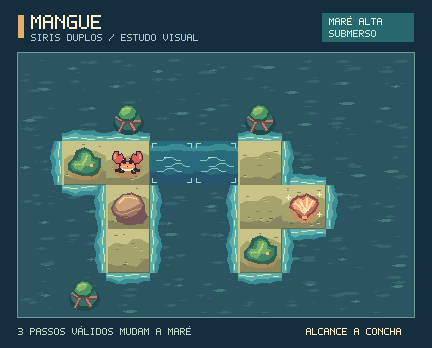 MANGUE
SIRIS DUPLOS / ESTUDO VISUAL
MARÉ ALTA
SUBMERSO
3 PASSOS VÁLIDOS MUDAM A MARÉ
ALCANCE A CONCHA